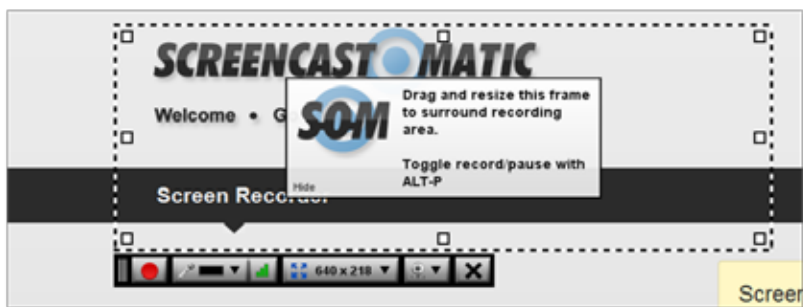 SCREENCAST O MATIC
Welcome • G
SOM
Drag and resize this frame
to surround recording
area.
Toggle record/pause with
ALT-P
Hide
Screen Recorder
640 x 218
Screen